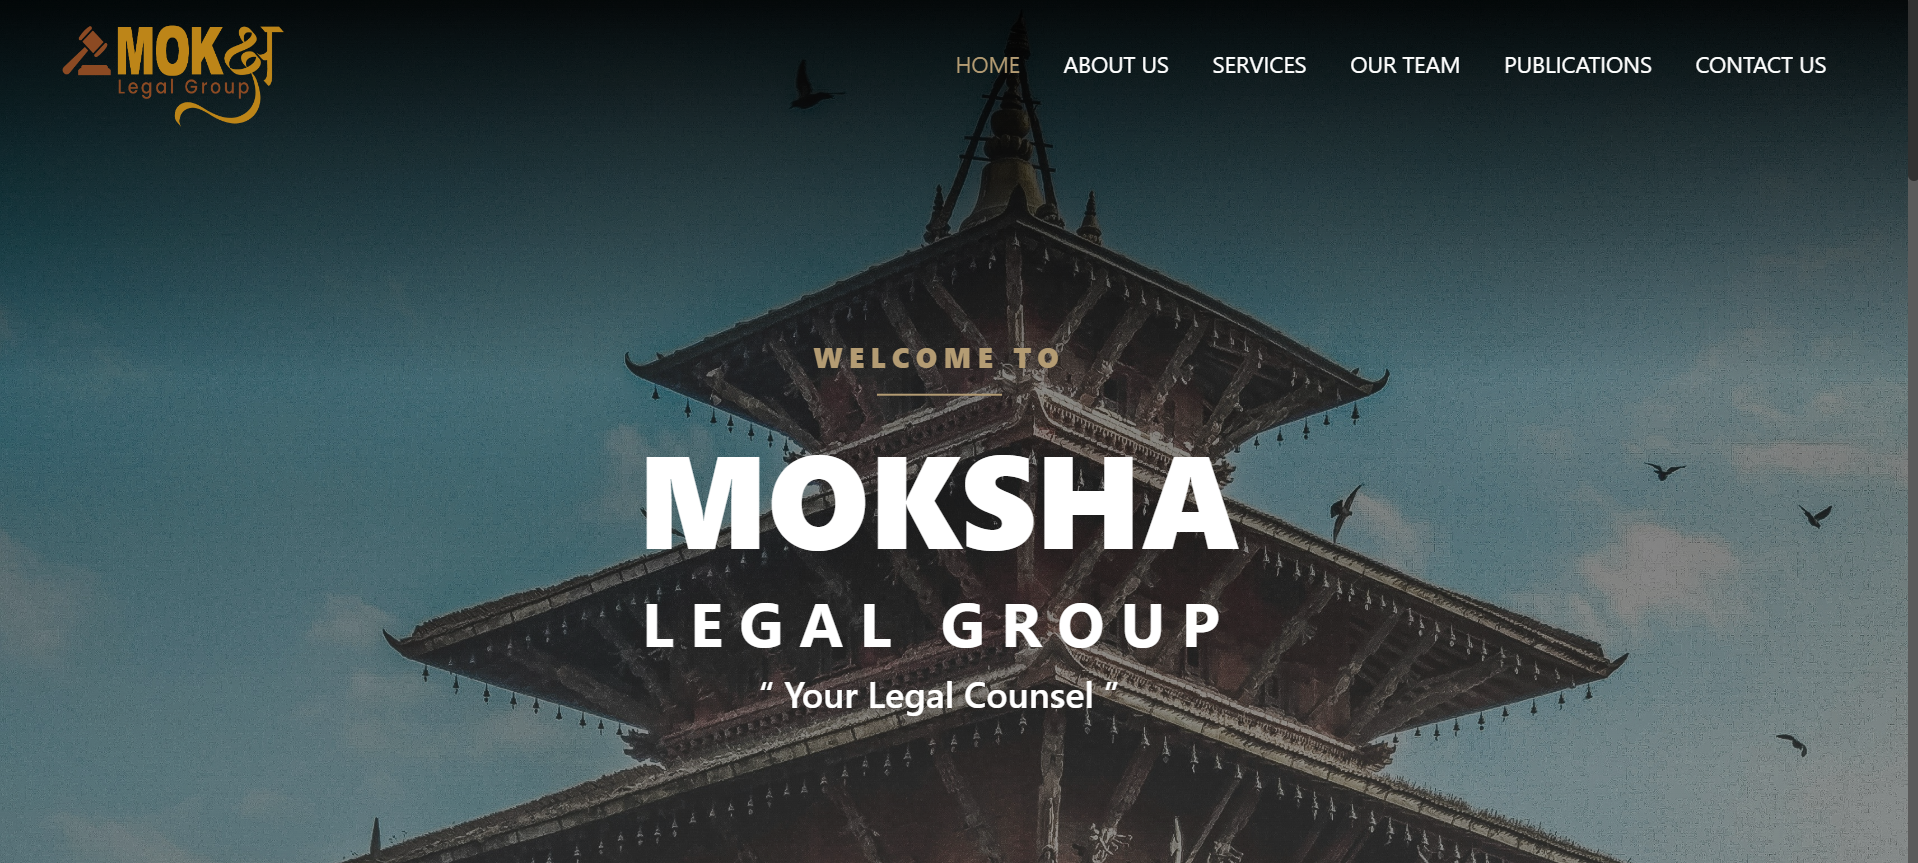 MOKक्ष
Legal Group
HOME ABOUT US SERVICES OUR TEAM PUBLICATIONS CONTACT US
WELCOME TO
MOKSHA
LEGAL GROUP
“ Your Legal Counsel ”